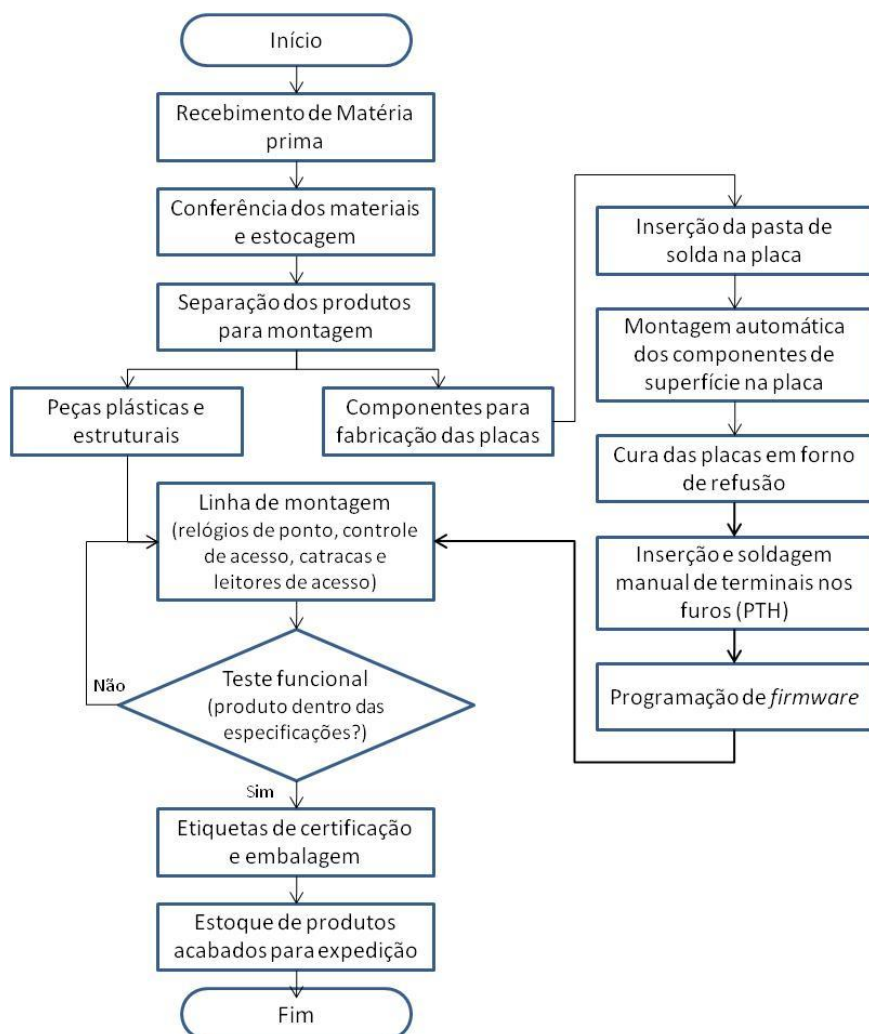 Início
Recebimento de Matéria
prima
Conferência dos materiais
e estocagem
Separação dos produtos
para montagem
Peças plásticas e
estruturais
Componentes para
fabricação das placas
Inserção da pasta de
solda na placa
Montagem automática
dos componentes de
superfície na placa
Cura das placas em forno
de refusão
Inserção e soldagem
manual de terminais nos
furos (PTH)
Programação de firmware
Linha de montagem
(relógios de ponto, controle
de acesso, catracas e
leitores de acesso)
Teste funcional
(produto dentro das
especificações?)
Não
Sim
Etiquetas de certificação
e embalagem
Estoque de produtos
acabados para expedição
Fim